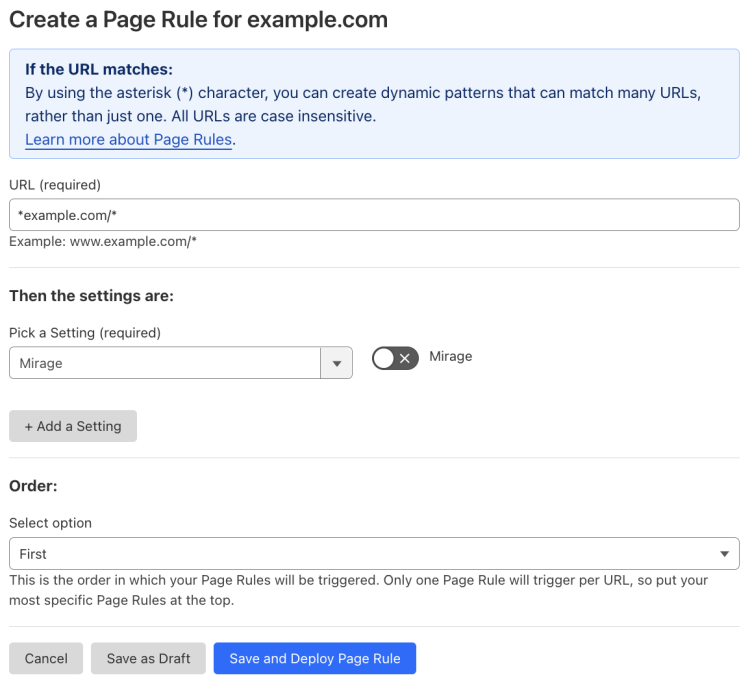 Create a Page Rule for example.com
If the URL matches:
By using the asterisk (*) character, you can create dynamic patterns that can match many URLs,
rather than just one. All URLs are case insensitive.
Learn more about Page Rules.
URL (required)
*example.com/*
Example: www.example.com/*
Then the settings are:
Pick a Setting (required)
Mirage
Mirage
+ Add a Setting
Order:
Select option
First
This is the order in which your Page Rules will be triggered. Only one Page Rule will trigger per URL, so put your
most specific Page Rules at the top.
Cancel
Save as Draft
Save and Deploy Page Rule